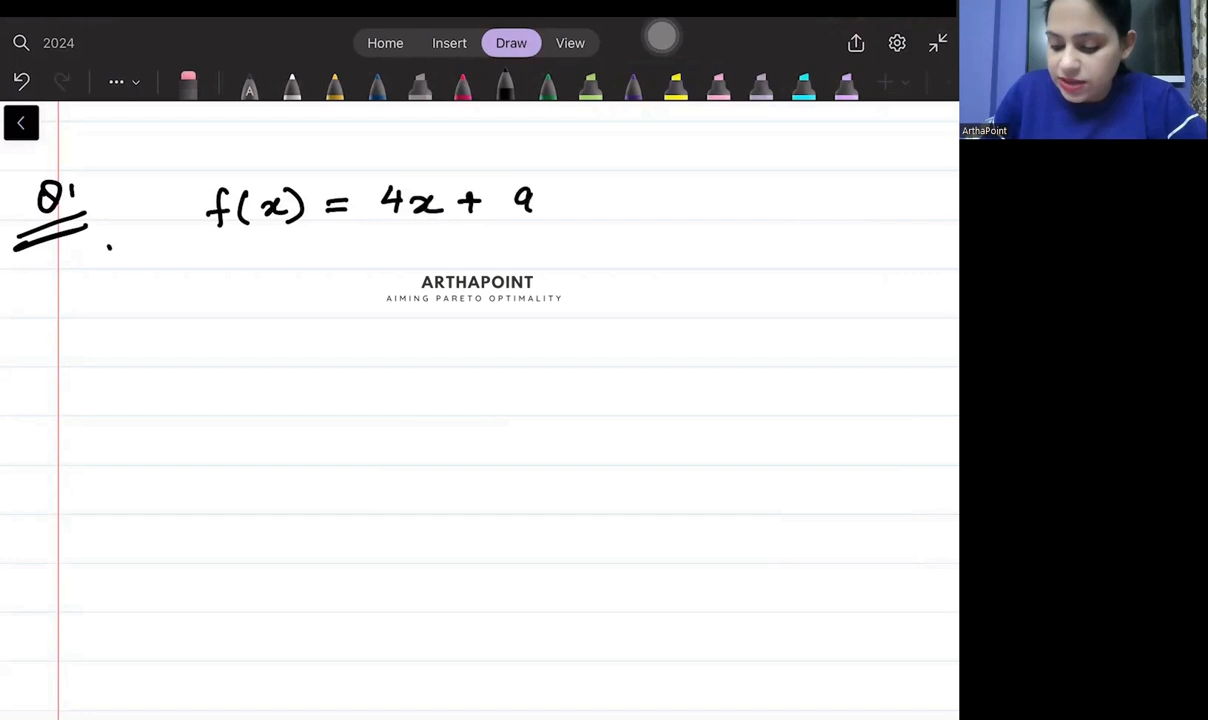 2024
Home Insert Draw View
A
ArthaPoint
Q1 f(x) = 4x + 9
ARTHAPOINT
AIMING PARETO OPTIMALITY